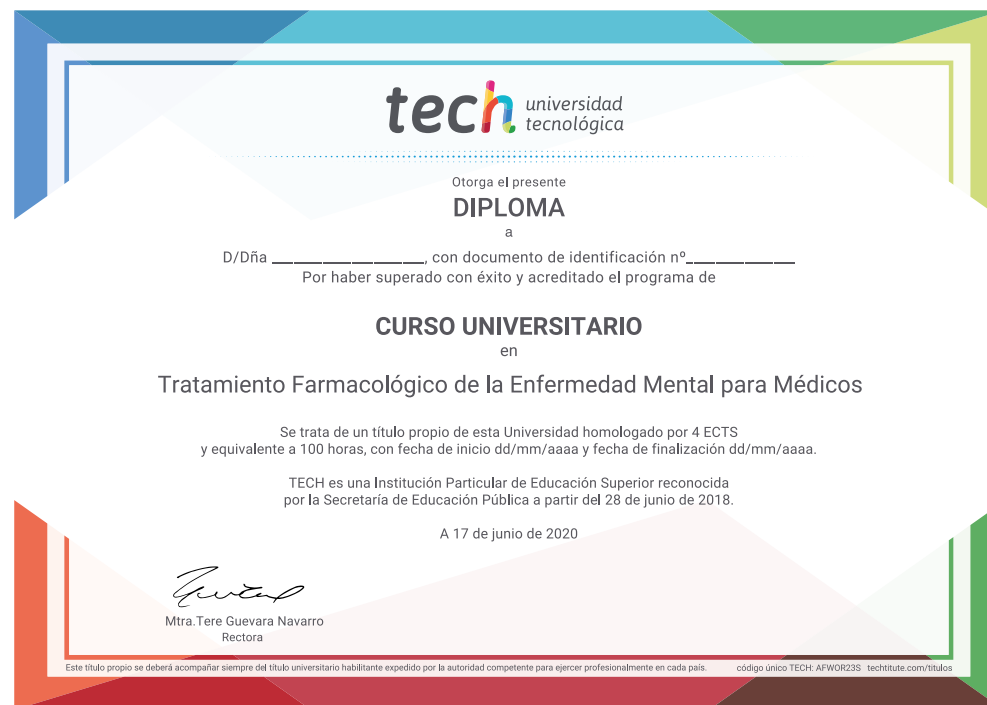 tech universidad
tecnológica
Otorga el presente
DIPLOMA
a
D/Dña ____________________, con documento de identificación nº______________
Por haber superado con éxito y acreditado el programa de
CURSO UNIVERSITARIO
en
Tratamiento Farmacológico de la Enfermedad Mental para Médicos
Se trata de un título propio de esta Universidad homologado por 4 ECTS
y equivalente a 100 horas, con fecha de inicio dd/mm/aaaa y fecha de finalización dd/mm/aaaa.
TECH es una Institución Particular de Educación Superior reconocida
por la Secretaría de Educación Pública a partir del 28 de junio de 2018.
A 17 de junio de 2020
Mtra.Tere Guevara Navarro
Rectora
Este título propio se deberá acompañar siempre del título universitario habilitante expedido por la autoridad competente para ejercer profesionalmente en cada país. código único TECH: AFWOR23S techtitute.com/titulos